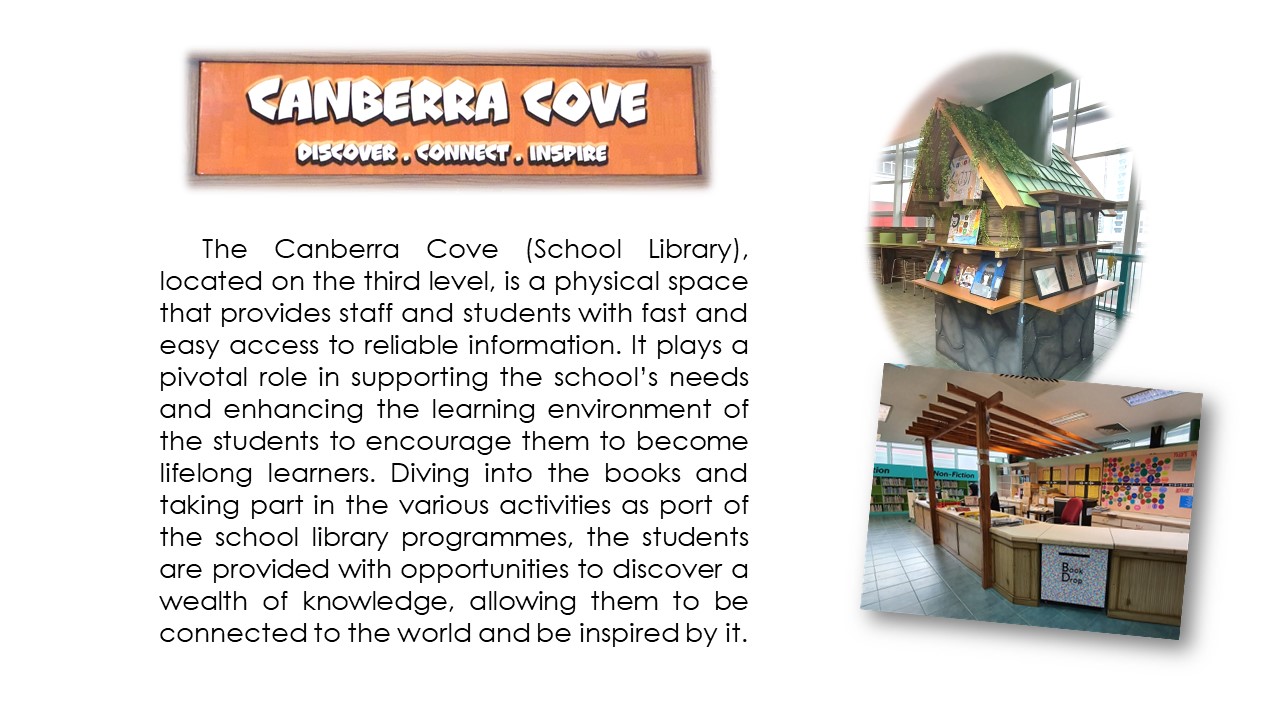 CANBERRA COVE
DISCOVER . CONNECT . INSPIRE
The Canberra Cove (School Library),
located on the third level, is a physical space
that provides staff and students with fast and
easy access to reliable information. It plays a
pivotal role in supporting the school’s needs
and enhancing the learning environment of
the students to encourage them to become
lifelong learners. Diving into the books and
taking part in the various activities as part of
the school library programmes, the students
are provided with opportunities to discover a
wealth of knowledge, allowing them to be
connected to the world and be inspired by it.
Non-Fiction
Book
Drop